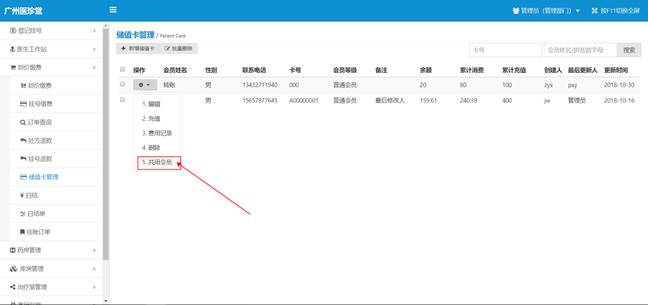 广州医珍堂
管理员（管理部门）
按F11切换全屏
登记挂号
医生工作站
划价缴费
划价缴费
挂号缴费
订单查询
处方退款
挂号退款
储值卡管理
日结
日结单
挂账订单
药房管理
库房管理
治疗室管理
储值卡管理 / Patient Card
新增储值卡 批量删除
卡号 会员姓名/拼音首字母 搜索
操作 会员姓名 性别 联系电话 卡号 会员等级 备注 余额 累计消费 累计充值 创建人 最后更新人 更新时间
转账 男 13432711940 000 普通会员 20 80 100 zyx pxy 2018-10-30
男 15657877645 A00000001 普通会员 最后修改人 159.61 240.39 400 jw 管理员 2018-10-16
1. 编辑
2. 充值
3. 费用记录
4. 删除
5. 共用会员